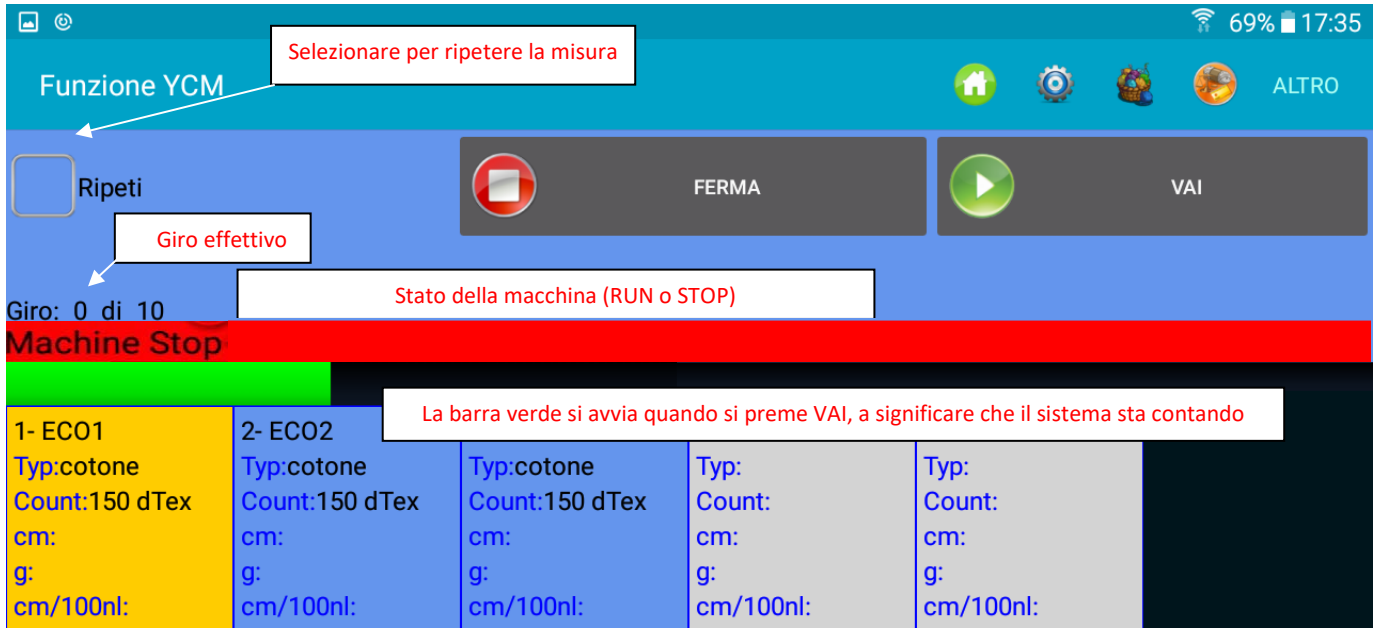 69% 17:35
Selezionare per ripetere la misura
Funzione YCM
ALTRO
Ripeti
FERMA
VAI
Giro effettivo
Stato della macchina (RUN o STOP)
Giro: 0 di 10
Machine Stop
La barra verde si avvia quando si preme VAI, a significare che il sistema sta contando
1- ECO1
Typ:cotone
Count:150 dTex
cm:
g:
cm/100nl:
2- ECO2
Typ:cotone
Count:150 dTex
cm:
g:
cm/100nl:
Typ:cotone
Count:150 dTex
cm:
g:
cm/100nl:
Typ:
Count:
cm:
g:
cm/100nl:
Typ:
Count:
cm:
g:
cm/100nl: